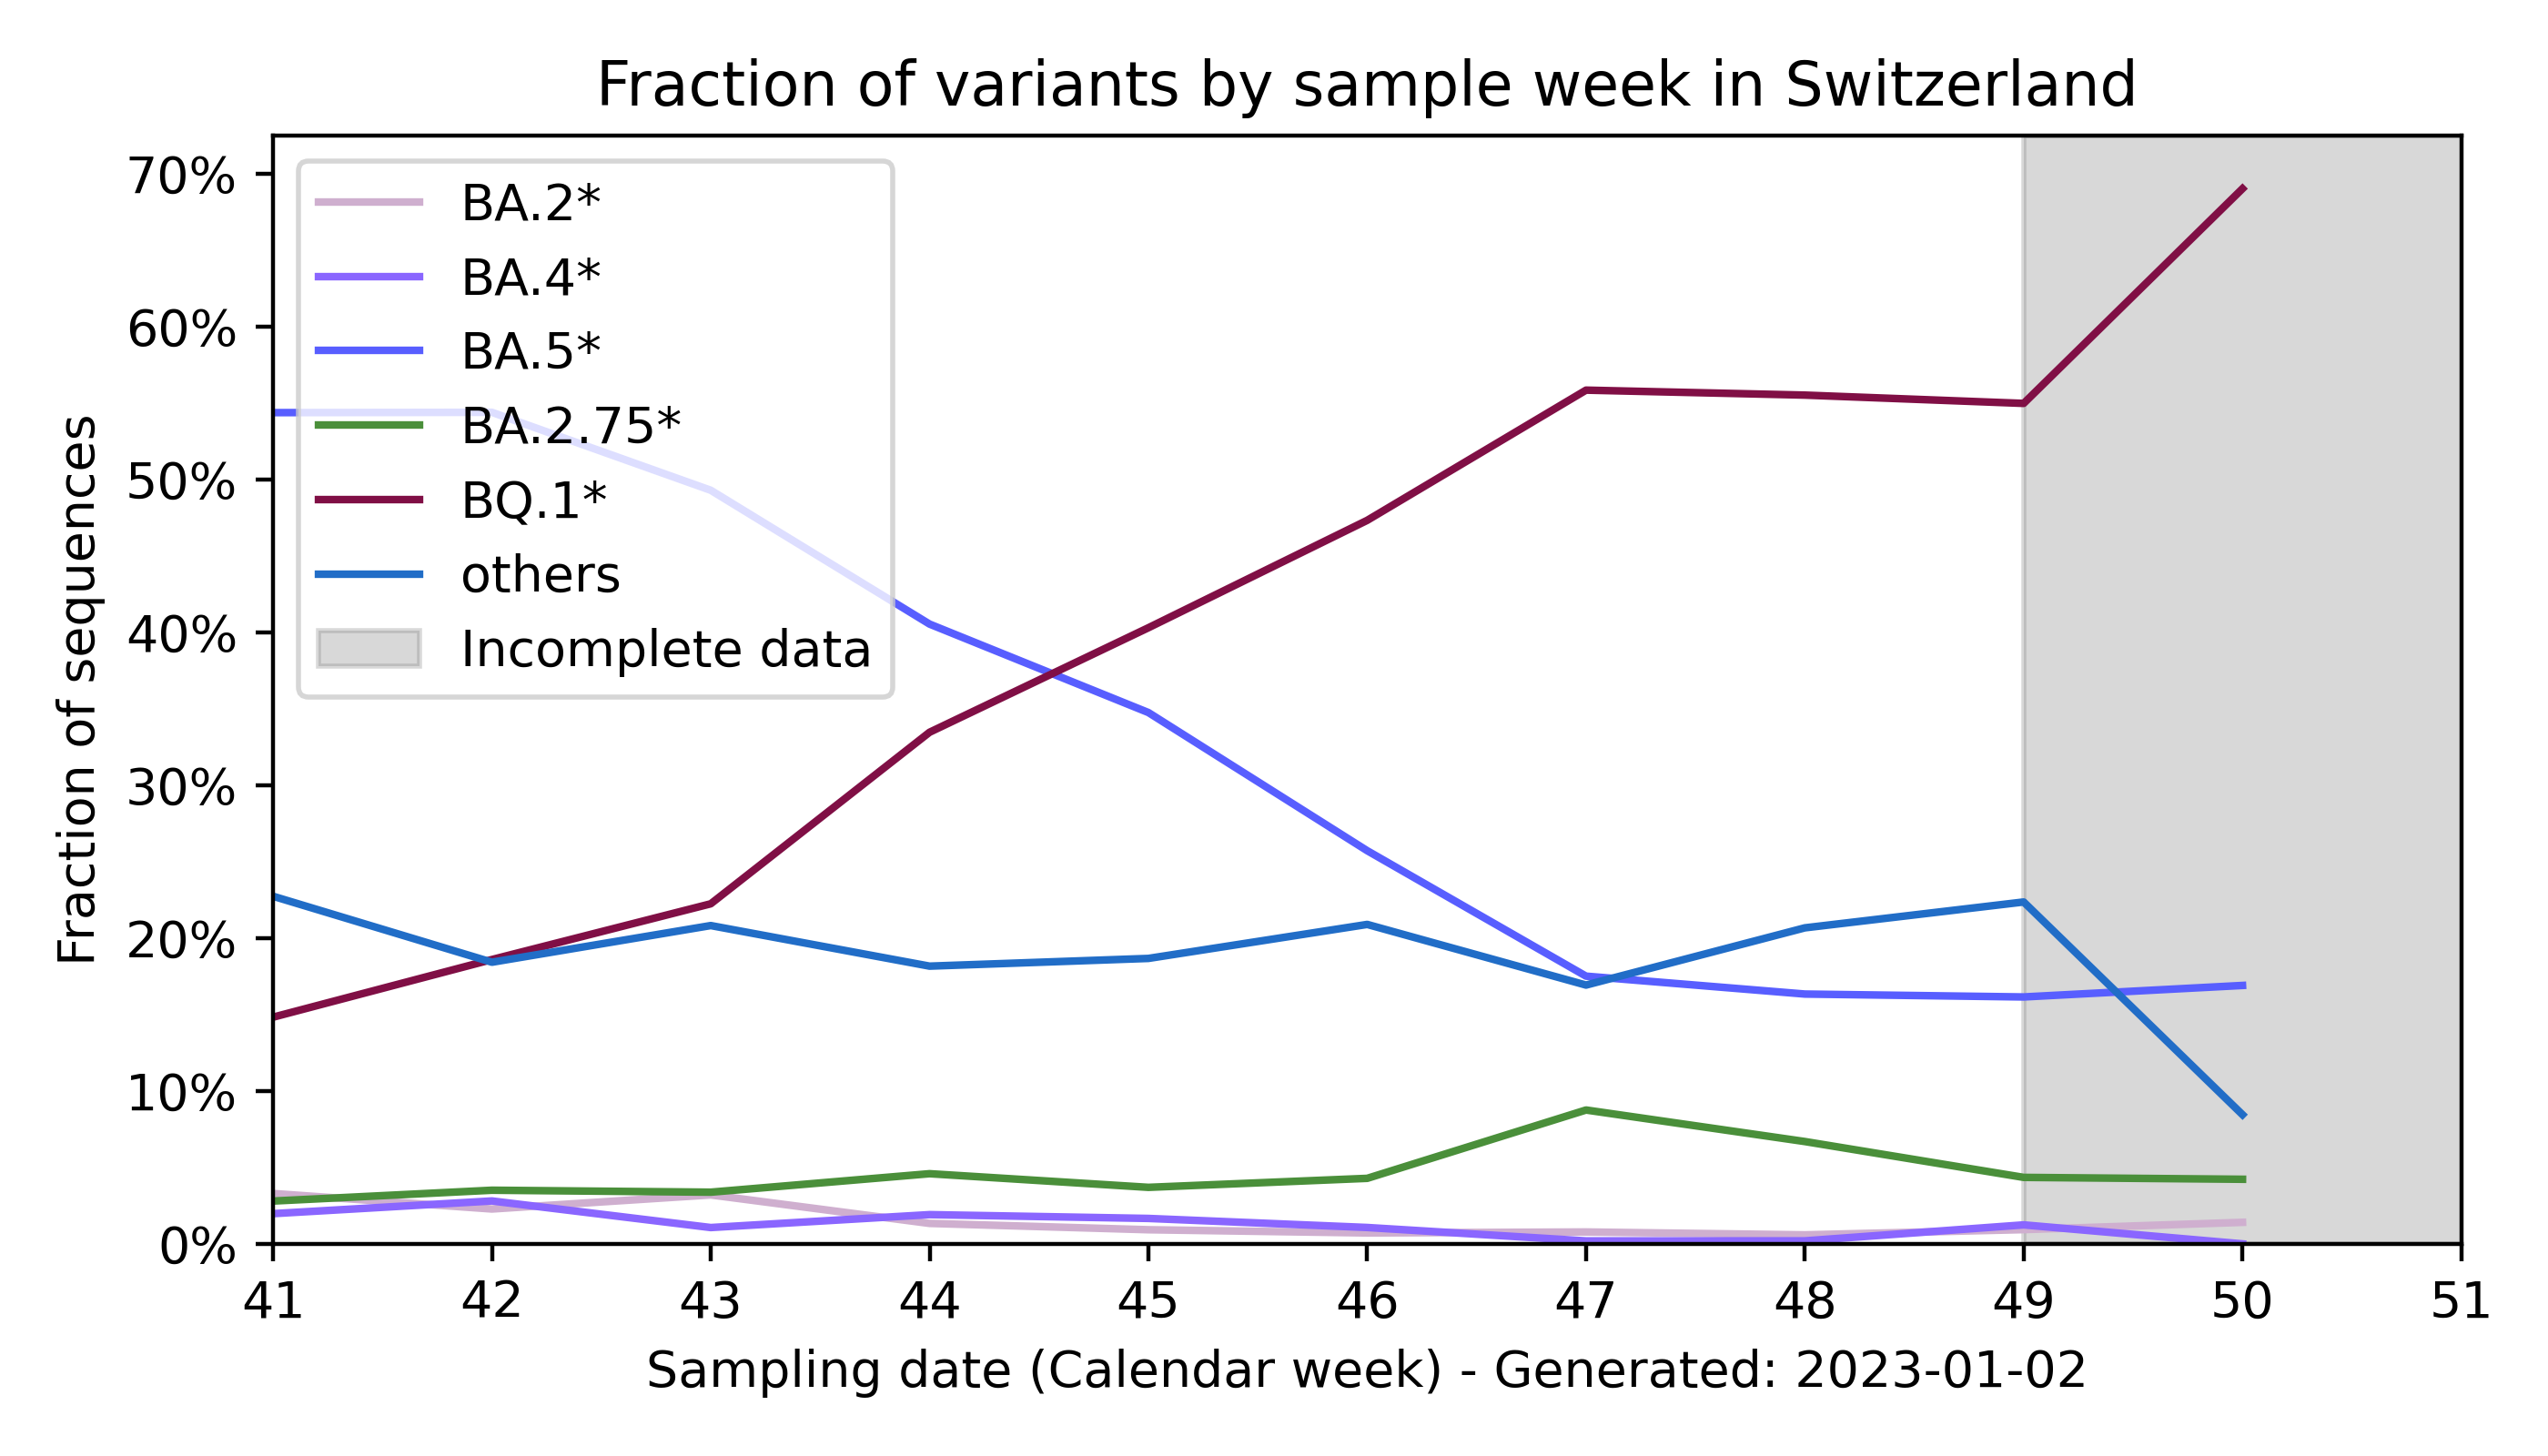 Fraction of variants by sample week in Switzerland
Fraction of sequences
70%
60%
50%
40%
30%
20%
10%
0%
BA.2*
BA.4*
BA.5*
BA.2.75*
BQ.1*
others
Incomplete data
41 42 43 44 45 46 47 48 49 50 51
Sampling date (Calendar week) - Generated: 2023-01-02